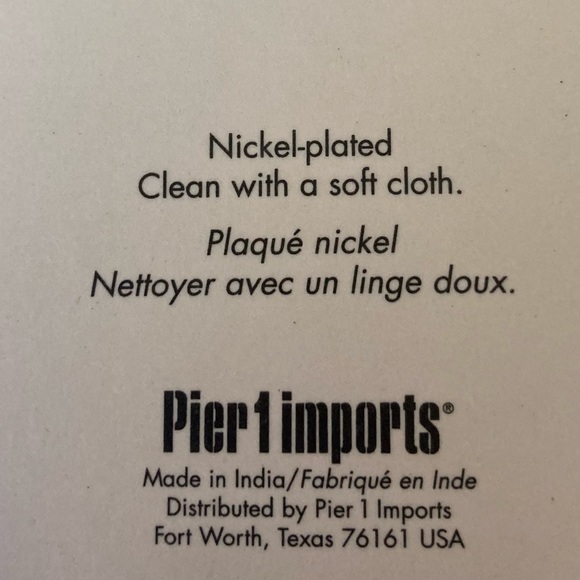 Nickel-plated
Clean with a soft cloth.
Plaqué nickel
Nettoyer avec un linge doux.
Pier 1 imports®
Made in India/Fabriqué en Inde
Distributed by Pier 1 Imports
Fort Worth, Texas 76161 USA